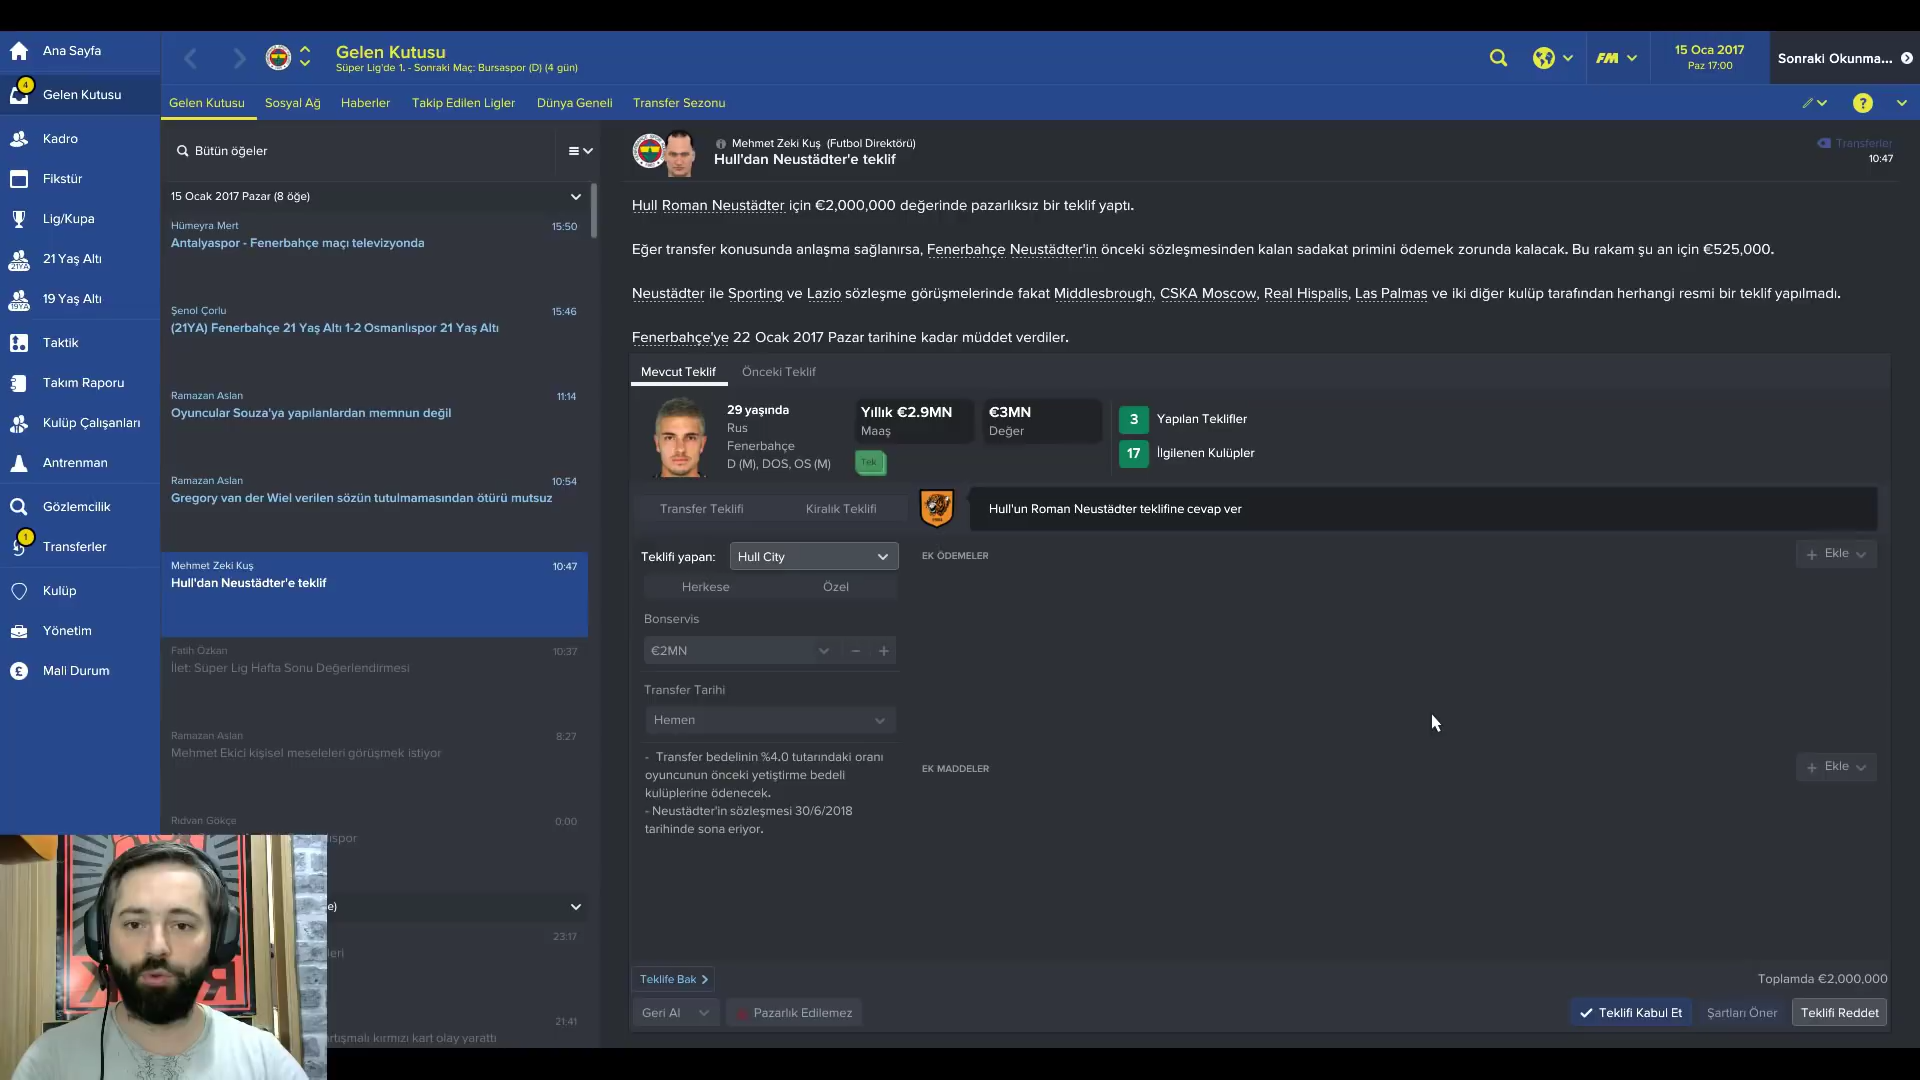 Ana Sayfa
4
Gelen Kutusu
Kadro
Fikstür
Lig/Kupa
21YA
21 Yaş Altı
19YA
19 Yaş Altı
Taktik
Takım Raporu
Kulüp Çalışanları
Antrenman
Gözlemcilik
1
Transferler
Kulüp
Yönetim
Mali Durum
Gelen Kutusu
Süper Lig'de 1. - Sonraki Maç: Bursaspor (D) (4 gün)
FM
15 Oca 2017
Paz 17:00
Sonraki Okunma...
Gelen Kutusu
Sosyal Ağ
Haberler
Takip Edilen Ligler
Dünya Geneli
Transfer Sezonu
?
Bütün öğeler
15 Ocak 2017 Pazar (8 öğe)
Hümeyra Mert
15:50
Antalyaspor - Fenerbahçe maçı televizyonda
Şenol Çorlu
15:46
(21YA) Fenerbahçe 21 Yaş Altı 1-2 Osmanlıspor 21 Yaş Altı
Ramazan Aslan
11:14
Oyuncular Souza'ya yapılanlardan memnun değil
Ramazan Aslan
10:54
Gregory van der Wiel verilen sözün tutulmamasından ötürü mutsuz
Mehmet Zeki Kuş
10:47
Hull'dan Neustädter'e teklif
Fatih Özkan
10:37
İlet: Süper Lig Hafta Sonu Değerlendirmesi
Ramazan Aslan
8:27
Mehmet Ekici kişisel meseleleri görüşmek istiyor
Rıdvan Gökçe
0:00
ispor
e)
23:17
leri
21:41
ırtışmalı kırmızı kart olay yarattı
Mehmet Zeki Kuş (Futbol Direktörü)
Hull'dan Neustädter'e teklif
Transferler
10:47
Hull Roman Neustädter için €2,000,000 değerinde pazarlıksız bir teklif yaptı.
Eğer transfer konusunda anlaşma sağlanırsa, Fenerbahçe Neustädter'in önceki sözleşmesinden kalan sadakat primini ödemek zorunda kalacak. Bu rakam şu an için €525,000.
Neustädter ile Sporting ve Lazio sözleşme görüşmelerinde fakat Middlesbrough, CSKA Moscow, Real Hispalis, Las Palmas ve iki diğer kulüp tarafından herhangi resmi bir teklif yapılmadı.
Fenerbahçe'ye 22 Ocak 2017 Pazar tarihine kadar müddet verdiler.
Mevcut Teklif
Önceki Teklif
29 yaşında
Rus
Fenerbahçe
D (M), DOS, OS (M)
Yıllık €2.9MN
Maaş
Tek
€3MN
Değer
3
Yapılan Teklifler
17
İlgilenen Kulüpler
Transfer Teklifi
Kiralık Teklifi
Hull'un Roman Neustädter teklifine cevap ver
Teklifi yapan:
Hull City
Herkese
Özel
Bonservis
€2MN
Transfer Tarihi
Hemen
- Transfer bedelinin %4.0 tutarındaki oranı
oyuncunun önceki yetiştirme bedeli
kulüplerine ödenecek.
- Neustädter'in sözleşmesi 30/6/2018
tarihinde sona eriyor.
EK ÖDEMELER
Ekle
EK MADDELER
Ekle
Teklife Bak
Toplamda €2,000,000
Geri Al
Pazarlık Edilemez
Teklifi Kabul Et
Şartları Öner
Teklifi Reddet